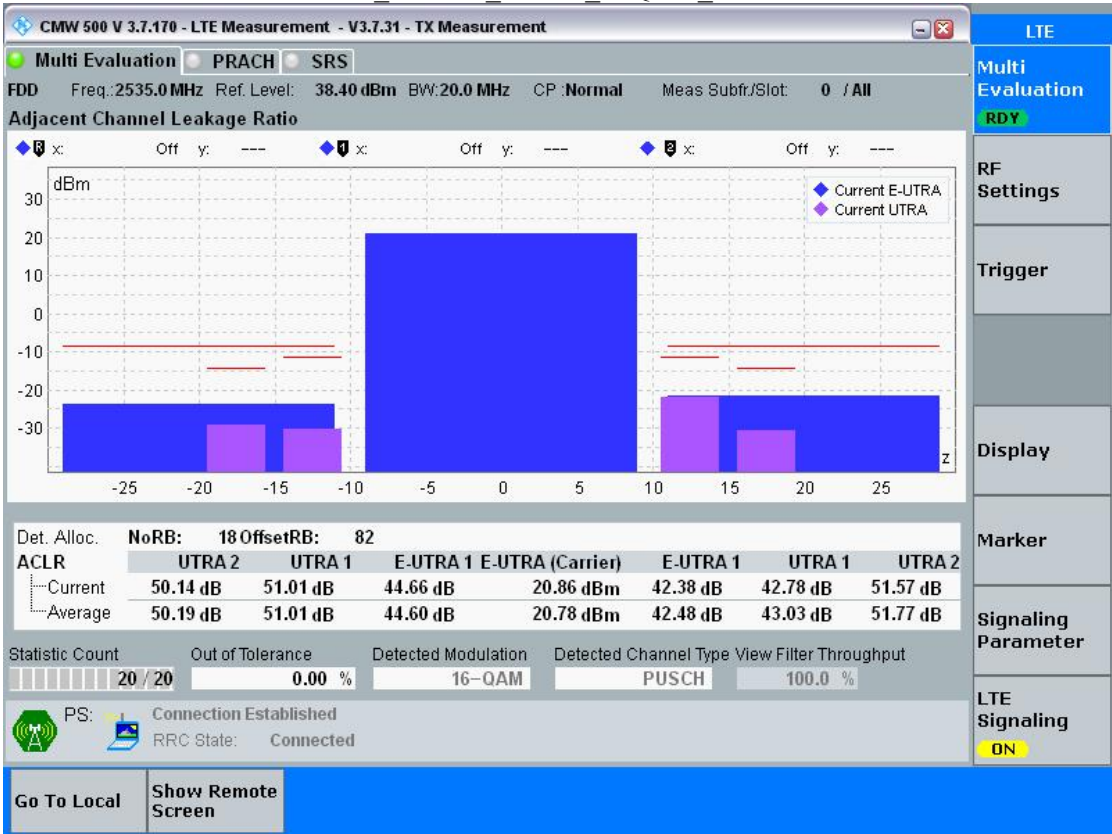 CMW 500 V 3.7.170 - LTE Measurement - V3.7.31 - TX Measurement
LTE
Multi Evaluation PRACH SRS
FDD Freq.:2535.0 MHz Ref. Level: 38.40 dBm BW:20.0 MHz CP :Normal Meas Subfr./Slot: 0 / All
Adjacent Channel Leakage Ratio
R x: Off y: --- 1 x: Off y: --- 2 x: Off y: ---
dBm
Current E-UTRA
Current UTRA
30
20
10
0
-10
-20
-30
z
-25 -20 -15 -10 -5 0 5 10 15 20 25
Det. Alloc. NoRB: 18 OffsetRB: 82
ACLR UTRA 2 UTRA 1 E-UTRA 1 E-UTRA (Carrier) E-UTRA 1 UTRA 1 UTRA 2
Current 50.14 dB 51.01 dB 44.66 dB 20.86 dBm 42.38 dB 42.78 dB 51.57 dB
Average 50.19 dB 51.01 dB 44.60 dB 20.78 dBm 42.48 dB 43.03 dB 51.77 dB
Statistic Count Out of Tolerance Detected Modulation Detected Channel Type View Filter Throughput
20 / 20 0.00 % 16-QAM PUSCH 100.0 %
PS: Connection Established
RRC State: Connected
Multi
Evaluation
RDY
RF
Settings
Trigger
Display
Marker
Signaling
Parameter
LTE
Signaling
ON
Go To Local
Show Remote
Screen